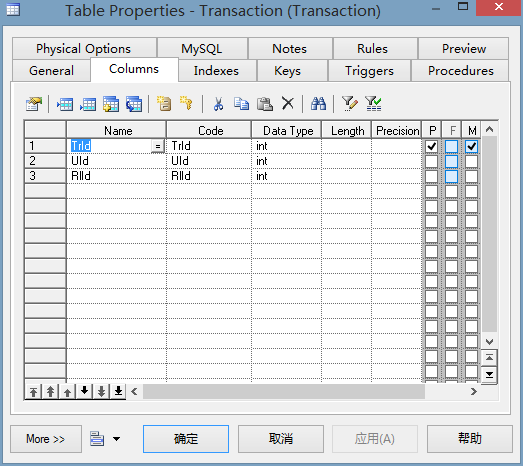 Table Properties - Transaction (Transaction)
Physical Options MySQL Notes Rules Preview
General Columns Indexes Keys Triggers Procedures
Name Code Data Type Length Precision P F M
1 TrId = TrId int
2 UId UId int
3 RIId RIId int
More >> 确定 取消 应用(A) 帮助